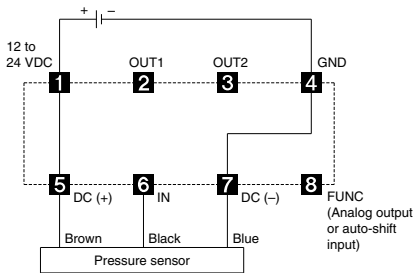 + –
12 to
24 VDC
OUT1
OUT2
GND
1
2
3
4
5
6
7
8
DC (+)
IN
DC (–)
FUNC
(Analog output
or auto-shift
input)
Brown
Black
Blue
Pressure sensor